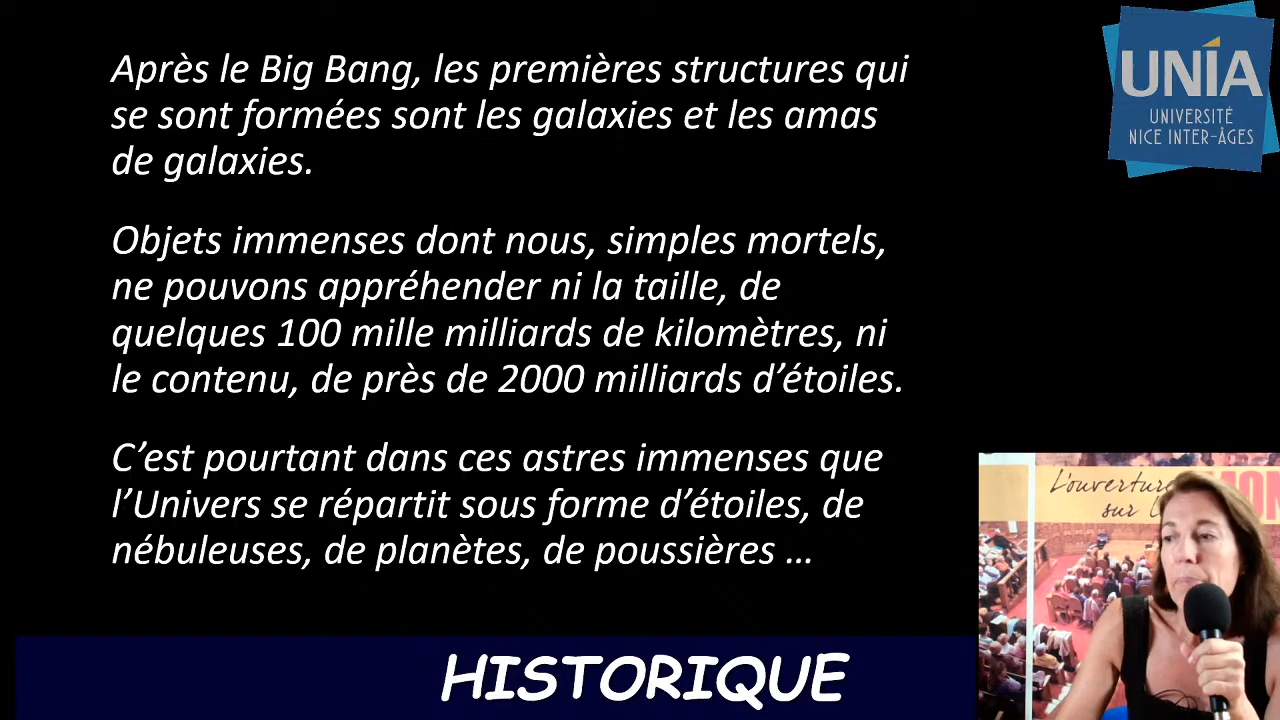 Après le Big Bang, les premières structures qui
se sont formées sont les galaxies et les amas
de galaxies.
Objets immenses dont nous, simples mortels,
ne pouvons appréhender ni la taille, de
quelques 100 mille milliards de kilomètres, ni
le contenu, de près de 2000 milliards d’étoiles.
C’est pourtant dans ces astres immenses que
l’Univers se répartit sous forme d’étoiles, de
nébuleuses, de planètes, de poussières …
HISTORIQUE
UNÍA
UNIVERSITÉ
NICE INTER-ÂGES
L'ouverture
sur